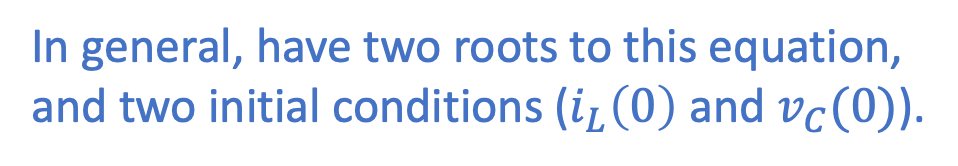 In general, have two roots to this equation,
and two initial conditions (𝑖_𝐿(0) and 𝑣_𝐶(0)).